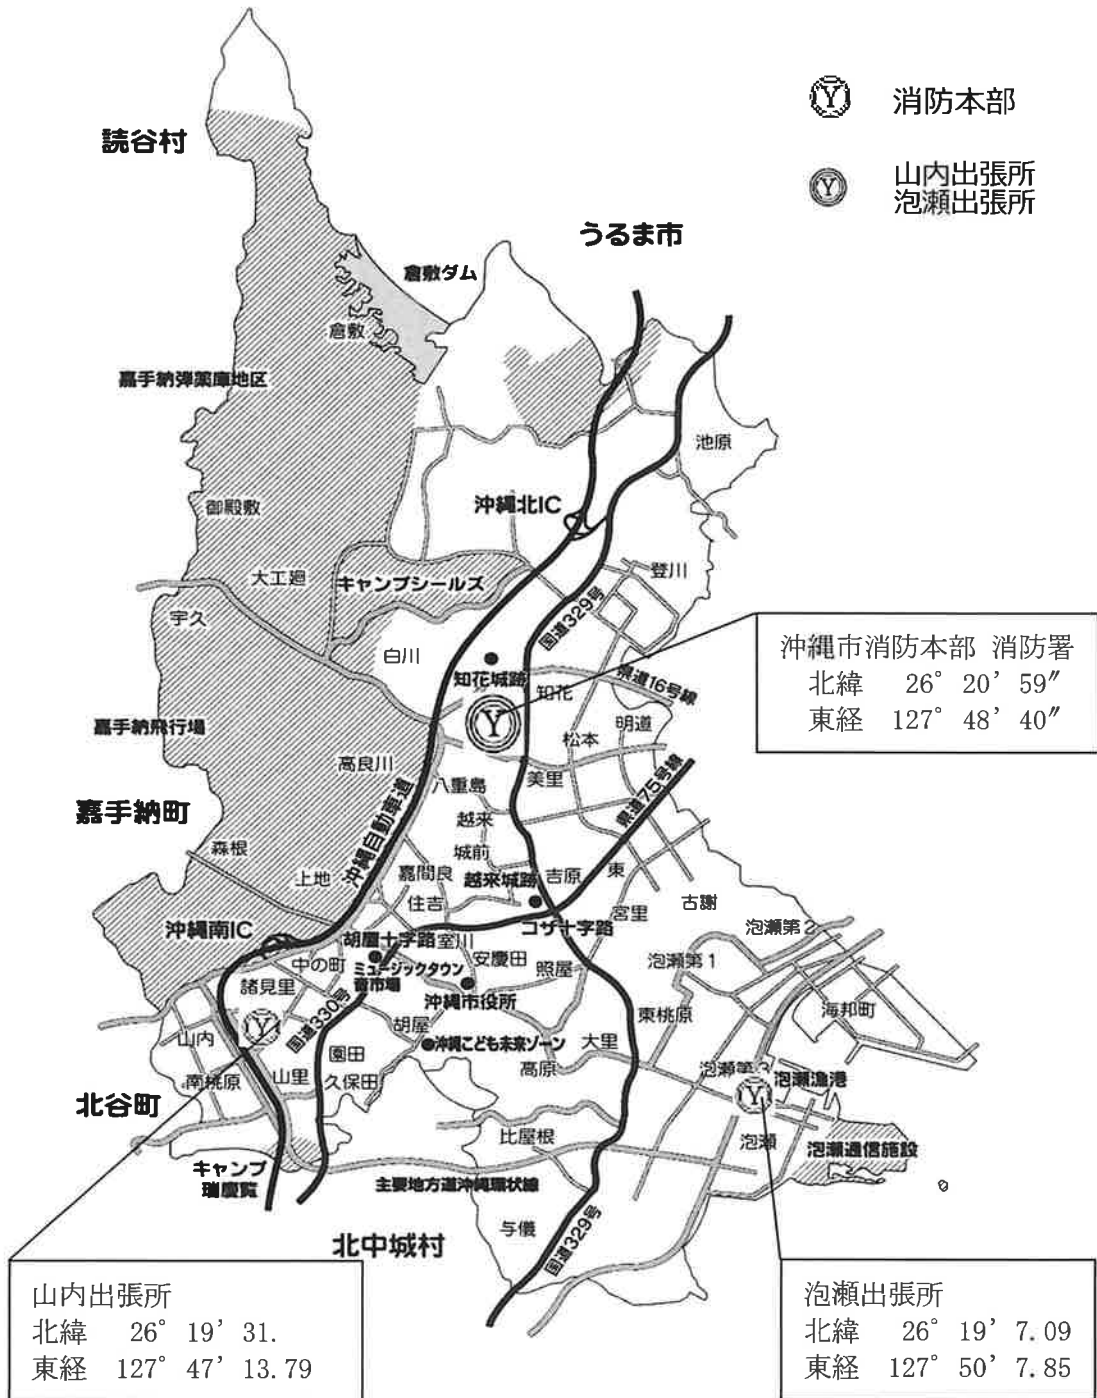 消防本部
山内出張所
泡瀬出張所
読谷村
うるま市
倉敷ダム
倉敷
嘉手納弾薬庫地区
池原
沖縄北IC
御殿敷
大工廻
キャンプシールズ
登川
宇久
国道329号
白川
知花城跡
知花
県道16号線
沖縄市消防本部 消防署
北緯 26° 20’ 59”
東経 127° 48’ 40”
Y
嘉手納飛行場
明道
松本
高良川
美里
八重島
県道75号線
嘉手納町
沖縄自動車道
越来
森根
城前
上地
嘉間良
越来城跡
吉原
東
住吉
古謝
宮里
沖縄南IC
胡屋十字路
室川
コザ十字路
泡瀬第2
中の町
ミュージックタウン
音市場
安慶田
照屋
泡瀬第1
諸見里
沖縄市役所
国道330号
東桃原
海邦町
山内
胡屋
沖縄こども未来ゾーン
大里
園田
高原
南桃原
山里
久保田
泡瀬第3
泡瀬漁港
北谷町
比屋根
泡瀬
泡瀬通信施設
キャンプ
瑞慶覧
主要地方道沖縄環状線
与儀
国道329号
北中城村
山内出張所
北緯 26° 19’ 31.
東経 127° 47’ 13.79
泡瀬出張所
北緯 26° 19’ 7.09
東経 127° 50’ 7.85